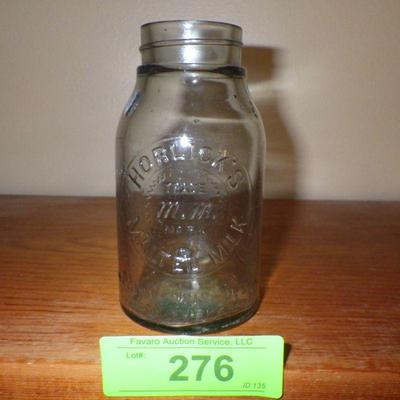 HORLICK'S
TRADE
M.M.
MARK
MALTED MILK
Favaro Auction Service, LLC
Lot#:
276
ID:135